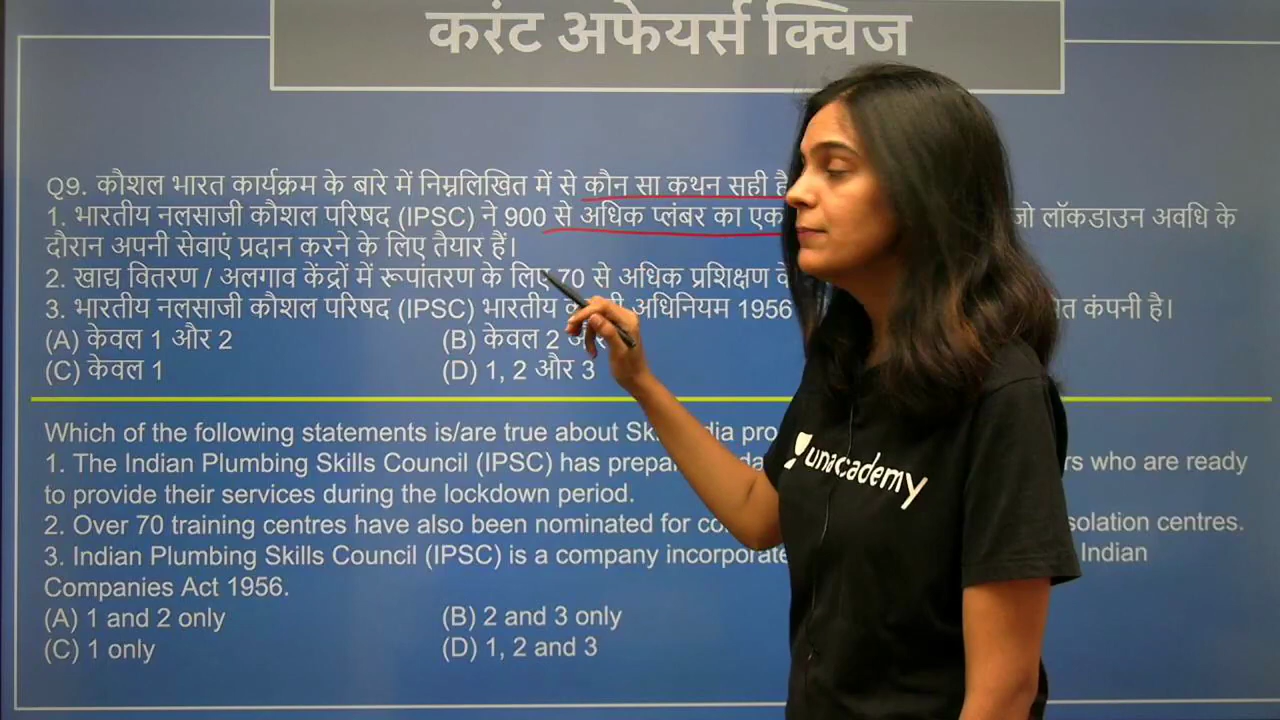 करंट अफेयर्स क्विज
Q9. कौशल भारत कार्यक्रम के बारे में निम्नलिखित में से कौन सा कथन सही है
1. भारतीय नलसाजी कौशल परिषद (IPSC) ने 900 से अधिक प्लंबर का एक जो लॉकडाउन अवधि के
दौरान अपनी सेवाएं प्रदान करने के लिए तैयार हैं।
2. खाद्य वितरण / अलगाव केंद्रों में रूपांतरण के लिए 70 से अधिक प्रशिक्षण
3. भारतीय नलसाजी कौशल परिषद (IPSC) भारतीय अधिनियम 1956 कंपनी है।
(A) केवल 1 और 2
(B) केवल 2
(C) केवल 1
(D) 1, 2 और 3
Which of the following statements is/are true about
1. The Indian Plumbing Skills Council (IPSC) has who are ready
to provide their services during the lockdown period.
2. Over 70 training centres have also been nominated for centres.
3. Indian Plumbing Skills Council (IPSC) is a company Indian
Companies Act 1956.
(A) 1 and 2 only
(B) 2 and 3 only
(C) 1 only
(D) 1, 2 and 3
unacademy